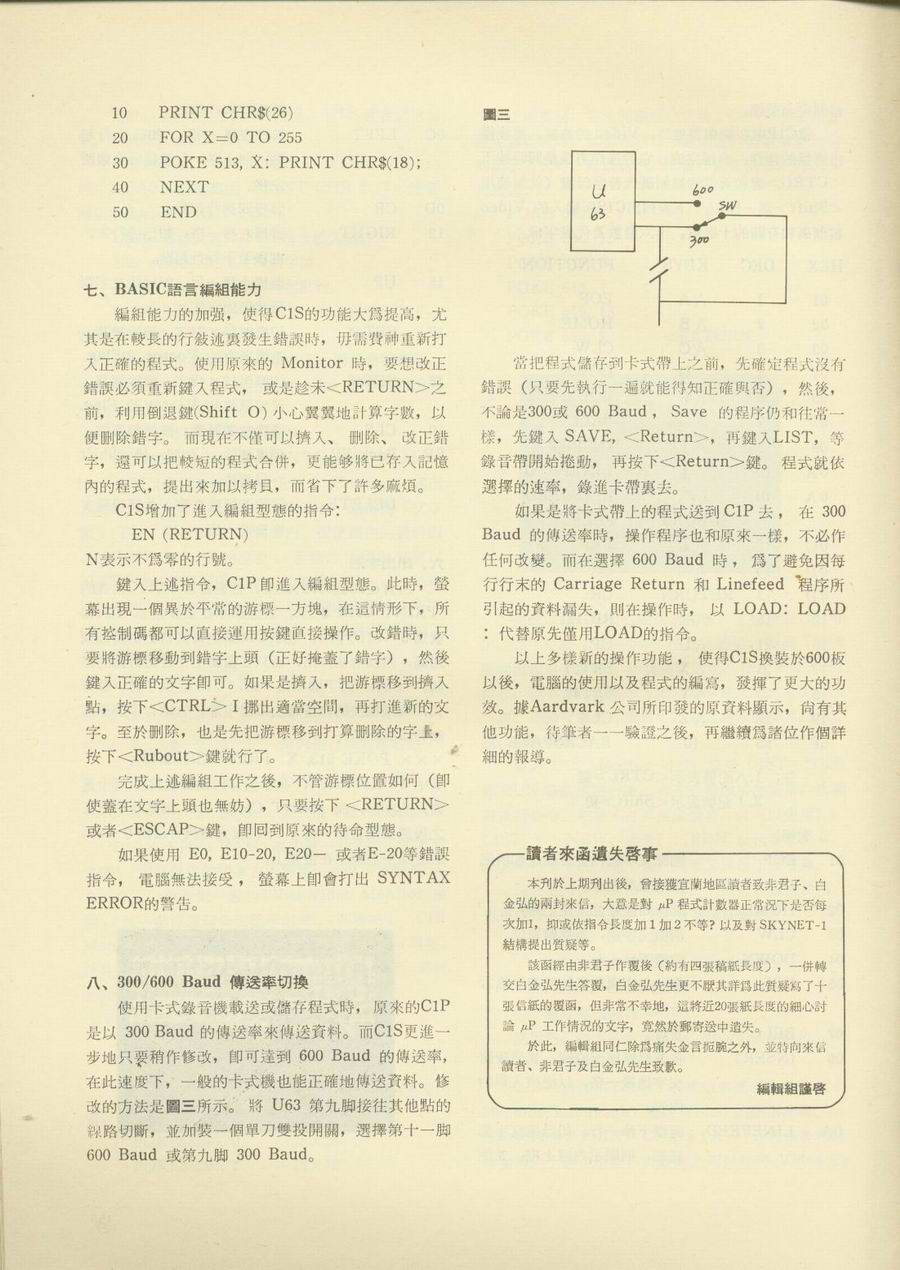 10 PRINT CHR$(26)
20 FOR X=0 TO 255
30 POKE 513, X: PRINT CHR$(18);
40 NEXT
50 END
七、BASIC語言編組能力
編組能力的加强，使得C1S的功能大爲提高，尤
其是在較長的行敍述裏發生錯誤時，毋需費神重新打
入正確的程式。使用原來的 Monitor 時，要想改正
錯誤必須重新鍵入程式， 或是趁未<RETURN>之
前，利用倒退鍵(Shift O) 小心翼翼地計算字數，以
便刪除錯字。 而現在不僅可以擠入、 刪除、 改正錯
字，還可以把較短的程式合併，更能够將已存入記憶
內的程式，提出來加以拷貝，而省下了許多麻煩。
C1S增加了進入編組型態的指令：
EN (RETURN)
N表示不爲零的行號。
鍵入上述指令，C1P 卽進入編組型態。此時，螢
幕出現一個異於平常的游標一方塊，在這情形下，所
有控制碼都可以直接運用按鍵直接操作。改錯時，只
要將游標移動到錯字上頭（正好掩蓋了錯字），然後
鍵入正確的文字卽可。如果是擠入，把游標移到擠入
點，按下<CTRL> I 挪出適當空間，再打進新的文
字。至於刪除，也是先把游標移到打算刪除的字上，
按下<Rubout>鍵就行了。
完成上述編組工作之後，不管游標位置如何（卽
使蓋在文字上頭也無妨），只要按下 <RETURN>
或者<ESCAP>鍵，卽回到原來的待命型態。
如果使用 E0, E10-20, E20— 或者E-20等錯誤
指令， 電腦無法接受， 螢幕上卽會打出 SYNTAX
ERROR的警告。
八、300/600 Baud 傳送率切換
使用卡式錄音機載送或儲存程式時， 原來的C1P
是以 300 Baud 的傳送率來傳送資料。而C1S更進一
步地只要稍作修改，卽可達到 600 Baud 的傳送率，
在此速度下，一般的卡式機也能正確地傳送資料。修
改的方法是圖三所示。 將 U63 第九脚接往其他點的
線路切斷，並加裝一個單刀雙投開關，選擇第十一脚
600 Baud 或第九脚 300 Baud。
圖三
U
63
600
SW
300
當把程式儲存到卡式帶上之前，先確定程式沒有
錯誤（只要先執行一遍就能得知正確與否），然後，
不論是300或 600 Baud， Save 的程序仍和往常一
樣，先鍵入 SAVE, <Return>，再鍵入LIST，等
錄音帶開始捲動， 再按下<Return>鍵。 程式就依
選擇的速率，錄進卡帶裏去。
如果是將卡式帶上的程式送到 C1P 去， 在 300
Baud 的傳送率時，操作程序也和原來一樣，不必作
任何改變。而在選擇 600 Baud 時， 爲了避免因每
行行末的 Carriage Return 和 Linefeed 程序所
引起的資料漏失，則在操作時， 以 LOAD: LOAD
：代替原先僅用LOAD的指令。
以上多樣新的操作功能， 使得C1S換裝於600板
以後，電腦的使用以及程式的編寫，發揮了更大的功
效。據Aardvark 公司所印發的原資料顯示，尙有其
他功能，待筆者一一驗證之後，再繼續爲諸位作個詳
細的報導。
讀者來函遺失啓事
本刋於上期刋出後，曾接獲宜蘭地區讀者致非君子、白
金弘的兩封來信，大意是對 μP 程式計數器正常況下是否每
次加1，抑或依指令長度加 1 加 2 不等? 以及對 SKYNET-1
結構提出質疑等。
該函經由非君子作覆後（約有四張稿紙長度），一併轉
交白金弘先生答覆，白金弘先生更不厭其詳爲此質疑寫了十
張信紙的覆函，但非常不幸地，這將近20張紙長度的細心討
論 μP 工作情況的文字，竟然於郵寄途中遺失。
於此，編輯組同仁除爲痛失金言扼腕之外，並特向來信
讀者、非君子及白金弘先生致歉。
編輯組謹啓